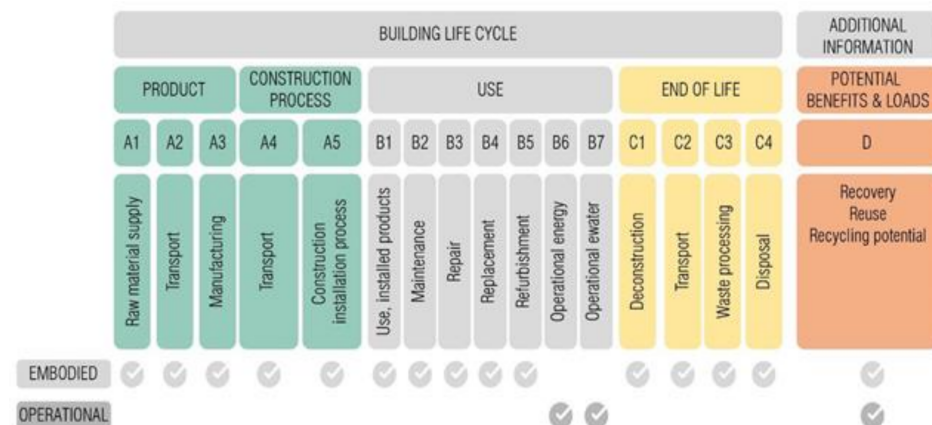 BUILDING LIFE CYCLE
ADDITIONAL
INFORMATION
PRODUCT
CONSTRUCTION
PROCESS
USE
END OF LIFE
POTENTIAL
BENEFITS & LOADS
A1
A2
A3
A4
A5
B1
B2
B3
B4
B5
B6
B7
C1
C2
C3
C4
D
Raw material supply
Transport
Manufacturing
Transport
Construction
installation process
Use, installed products
Maintenance
Repair
Replacement
Refurbishment
Operational energy
Operational ewater
Deconstruction
Transport
Waste processing
Disposal
Recovery
Reuse
Recycling potential
EMBODIED
OPERATIONAL